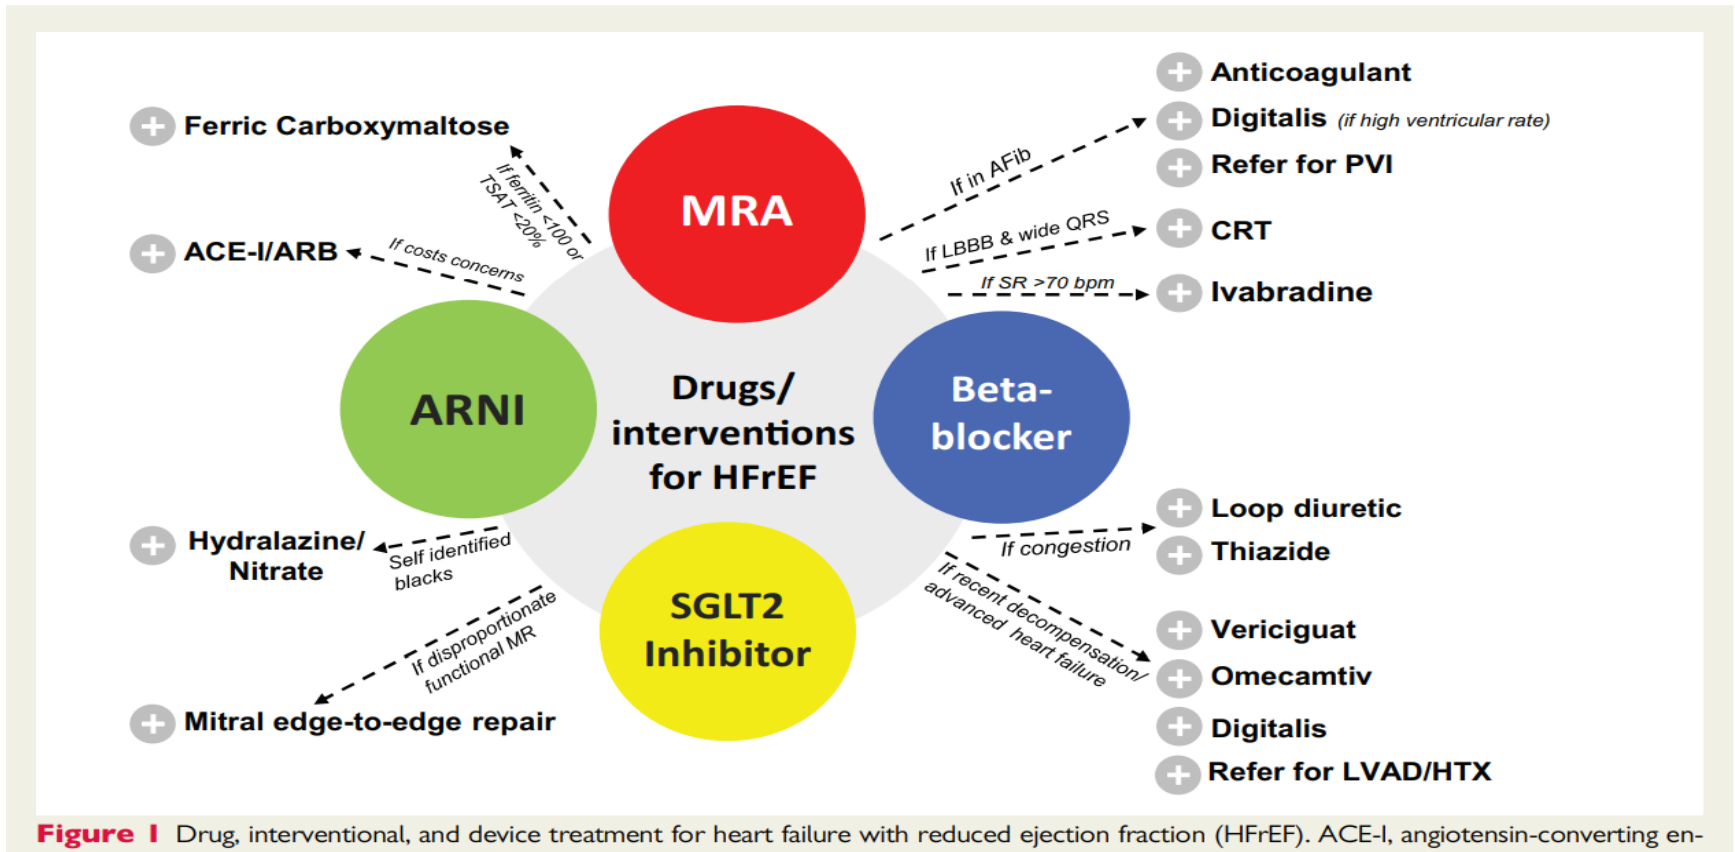 Ferric Carboxymaltose
If ferritin <100 or
TSAT <20%
ACE-I/ARB
If costs concerns
MRA
If in AFib
Anticoagulant
Digitalis (if high ventricular rate)
Refer for PVI
If LBBB & wide QRS
CRT
If SR >70 bpm
Ivabradine
ARNI
Drugs/
interventions
for HFrEF
Beta-
blocker
Hydralazine/
Nitrate
Self identified
blacks
If disproportionate
functional MR
Mitral edge-to-edge repair
SGLT2
Inhibitor
If congestion
Loop diuretic
Thiazide
If recent decompensation/
advanced heart failure
Vericiguat
Omecamtiv
Digitalis
Refer for LVAD/HTX
Figure 1 Drug, interventional, and device treatment for heart failure with reduced ejection fraction (HFrEF). ACE-I, angiotensin-converting en-